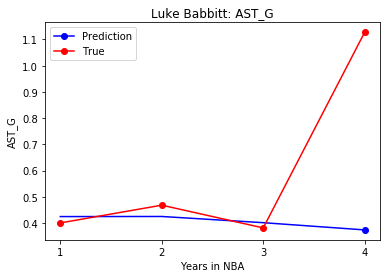 Luke Babbitt: AST_G
Prediction
True
AST_G
1.1
1.0
0.9
0.8
0.7
0.6
0.5
0.4
1 2 3 4
Years in NBA